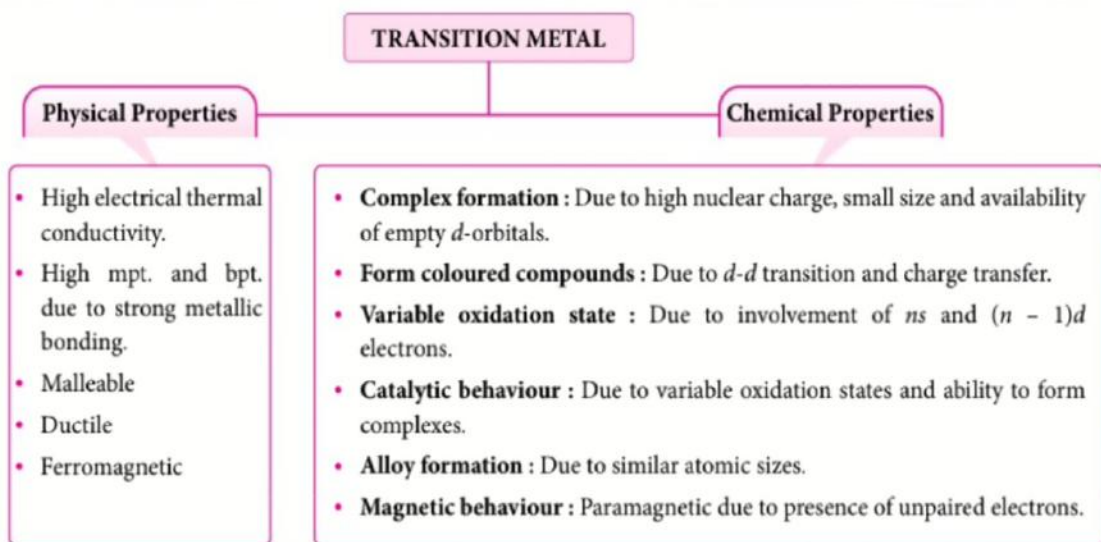 TRANSITION METAL
Physical Properties
• High electrical thermal
conductivity.
• High mpt. and bpt.
due to strong metallic
bonding.
• Malleable
• Ductile
• Ferromagnetic
Chemical Properties
• Complex formation : Due to high nuclear charge, small size and availability
of empty d-orbitals.
• Form coloured compounds : Due to d-d transition and charge transfer.
• Variable oxidation state : Due to involvement of ns and (n – 1)d
electrons.
• Catalytic behaviour : Due to variable oxidation states and ability to form
complexes.
• Alloy formation : Due to similar atomic sizes.
• Magnetic behaviour : Paramagnetic due to presence of unpaired electrons.